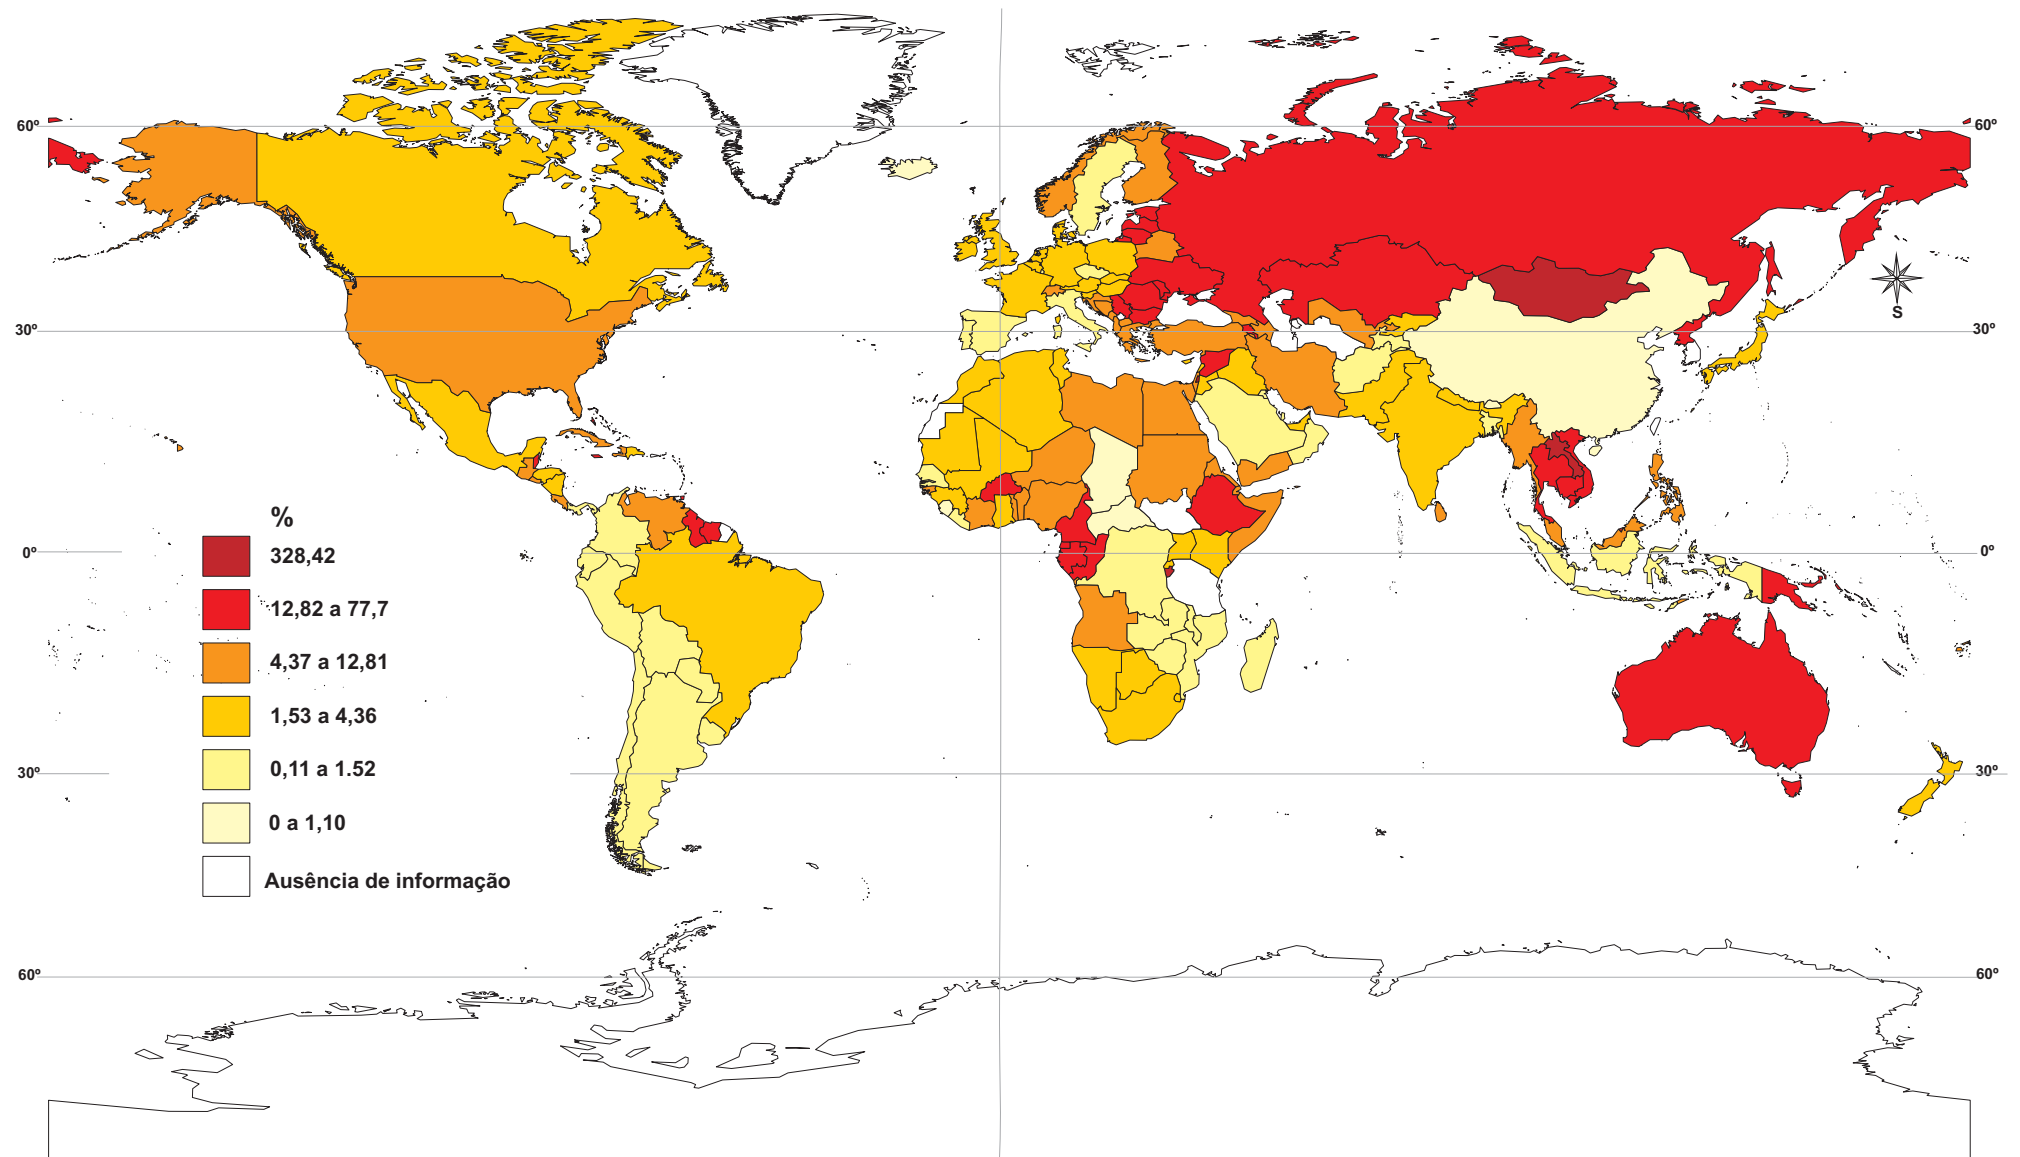 60º 60º
S
30º 30º
%
328,42
0º 0º
12,82 a 77,7
4,37 a 12,81
1,53 a 4,36
0,11 a 1.52
30º 30º
0 a 1,10
Ausência de informação
60º 60º